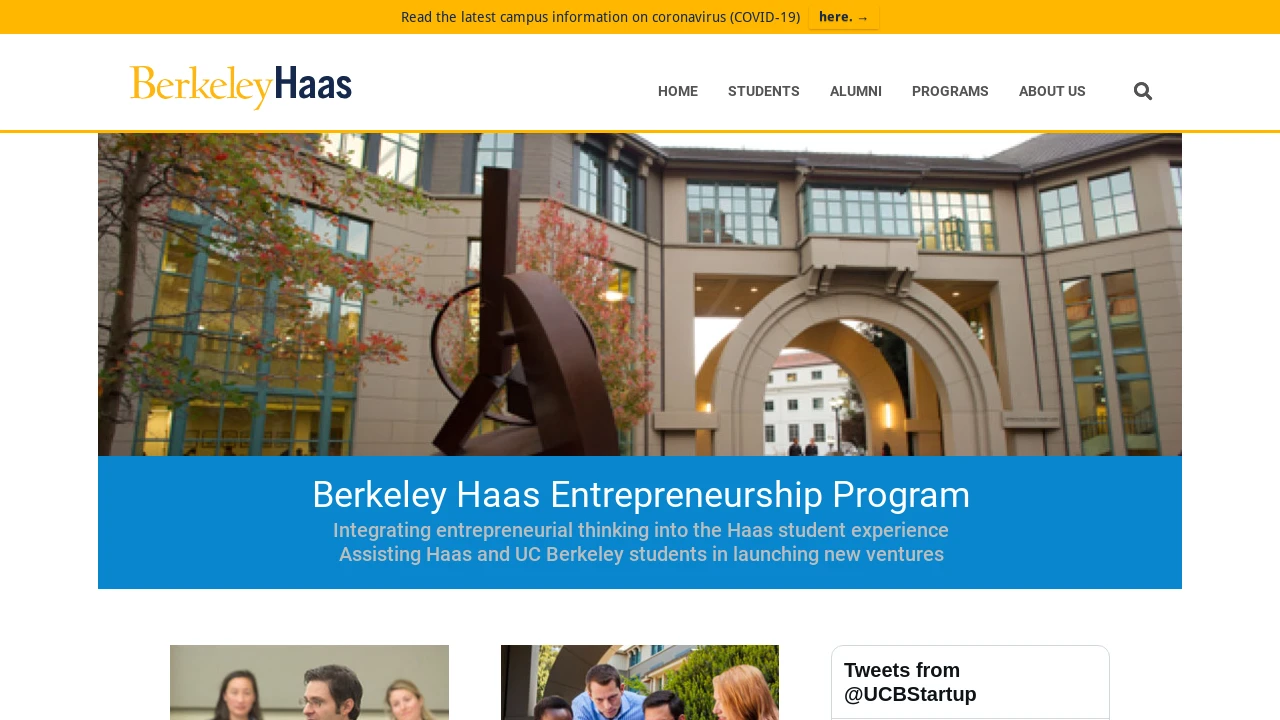 Read the latest campus information on coronavirus (COVID-19) here. →
BerkeleyHaas
HOME STUDENTS ALUMNI PROGRAMS ABOUT US
Berkeley Haas Entrepreneurship Program
Integrating entrepreneurial thinking into the Haas student experience
Assisting Haas and UC Berkeley students in launching new ventures
Tweets from
@UCBStartup